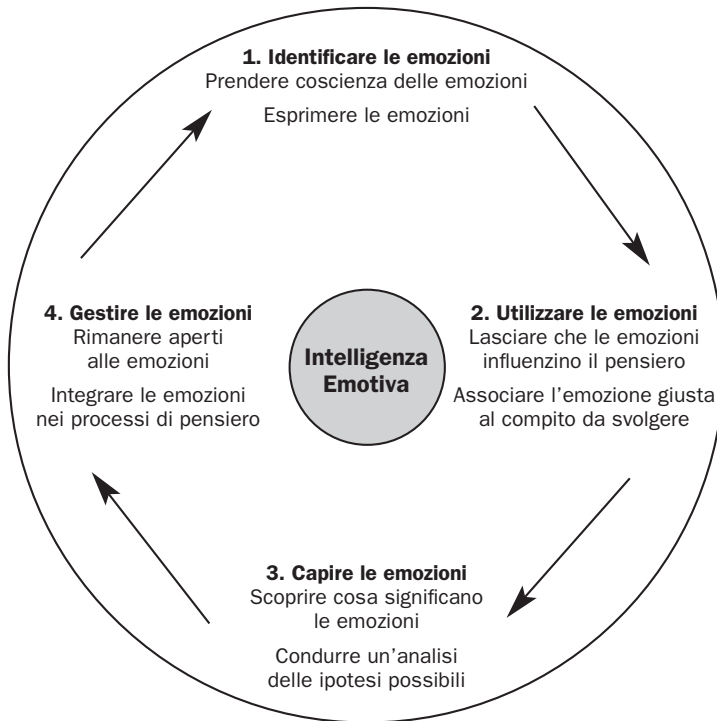 1. Identificare le emozioni
Prendere coscienza delle emozioni
Esprimere le emozioni
4. Gestire le emozioni
Rimanere aperti
alle emozioni
Integrare le emozioni
nei processi di pensiero
Intelligenza
Emotiva
2. Utilizzare le emozioni
Lasciare che le emozioni
influenzino il pensiero
Associare l’emozione giusta
al compito da svolgere
3. Capire le emozioni
Scoprire cosa significano
le emozioni
Condurre un’analisi
delle ipotesi possibili